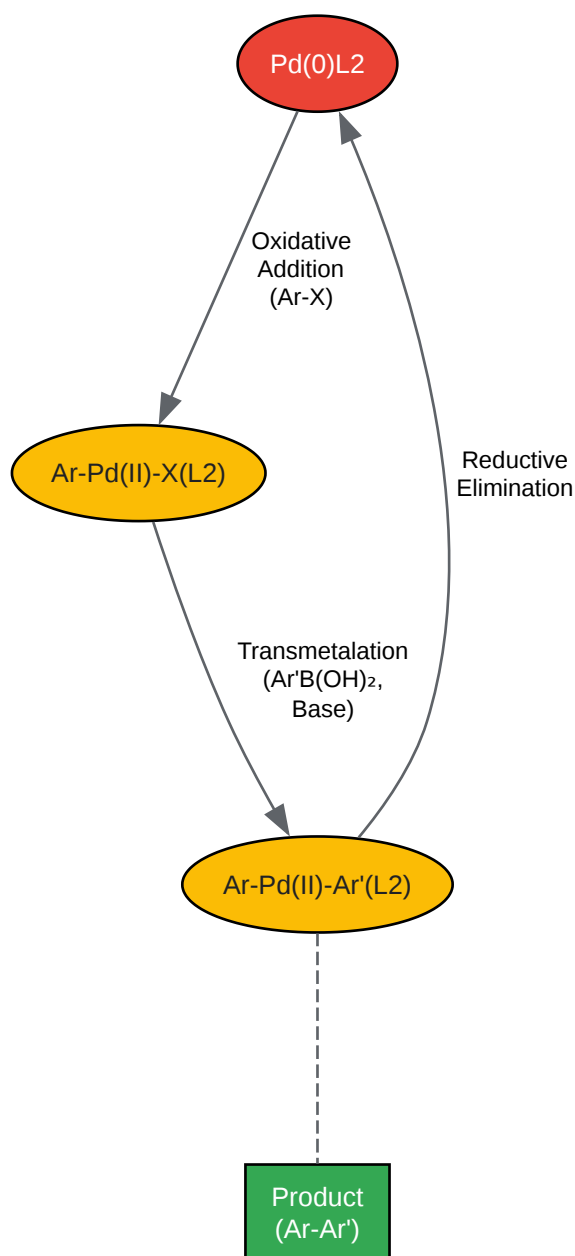 Pd(0)L2
Oxidative
Addition
(Ar-X)
Ar-Pd(II)-X(L2)
Reductive
Elimination
Transmetalation
(Ar'B(OH)₂,
Base)
Ar-Pd(II)-Ar'(L2)
Product
(Ar-Ar')